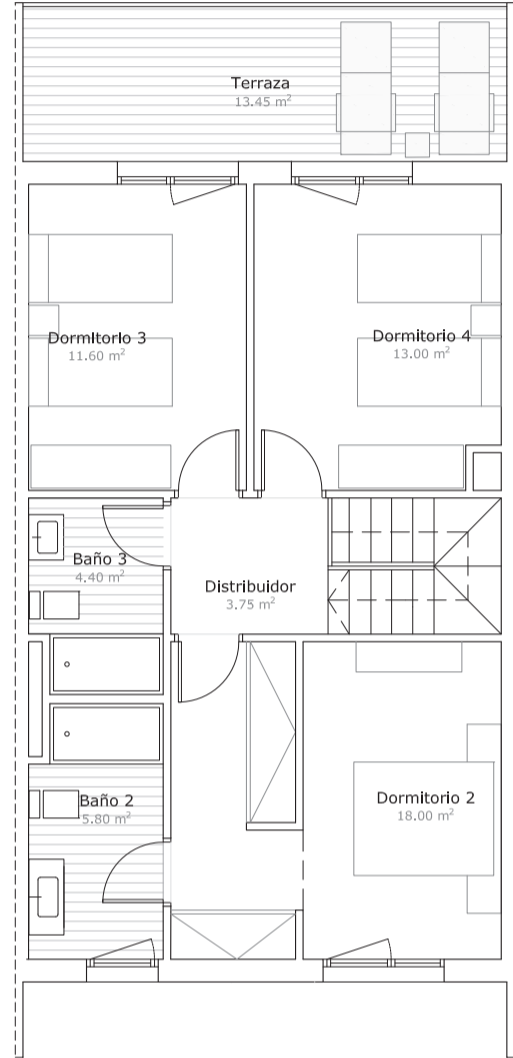 Terraza
13.45 m²
Dormitorio 3
11.60 m²
Dormitorio 4
13.00 m²
Baño 3
4.40 m²
Distribuidor
3.75 m²
Baño 2
5.80 m²
Dormitorio 2
18.00 m²